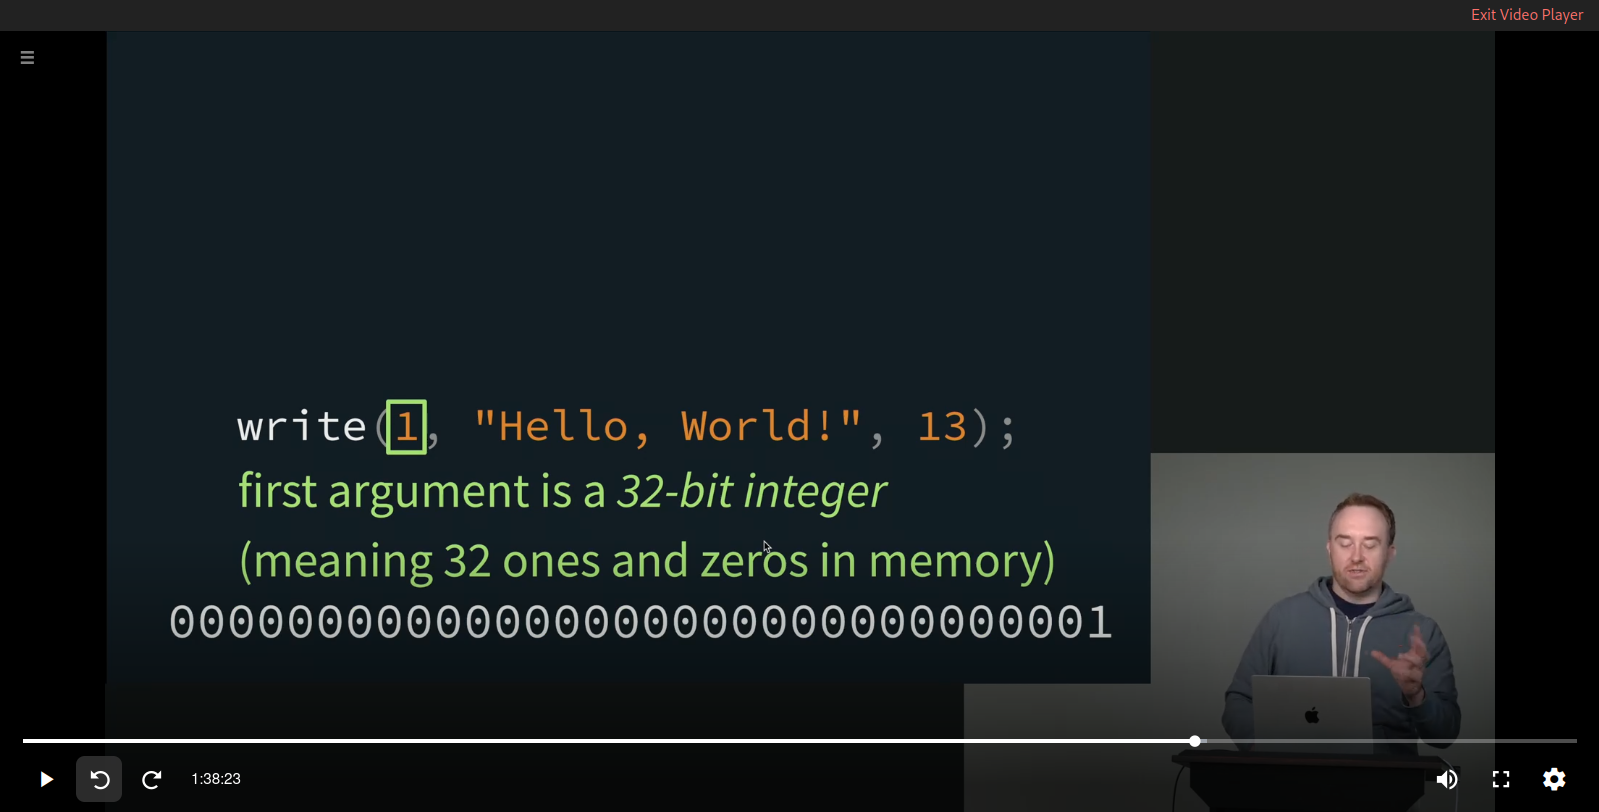 Exit Video Player
write(1, "Hello, World!", 13);
first argument is a 32-bit integer
(meaning 32 ones and zeros in memory)
00000000000000000000000000000001
1:38:23